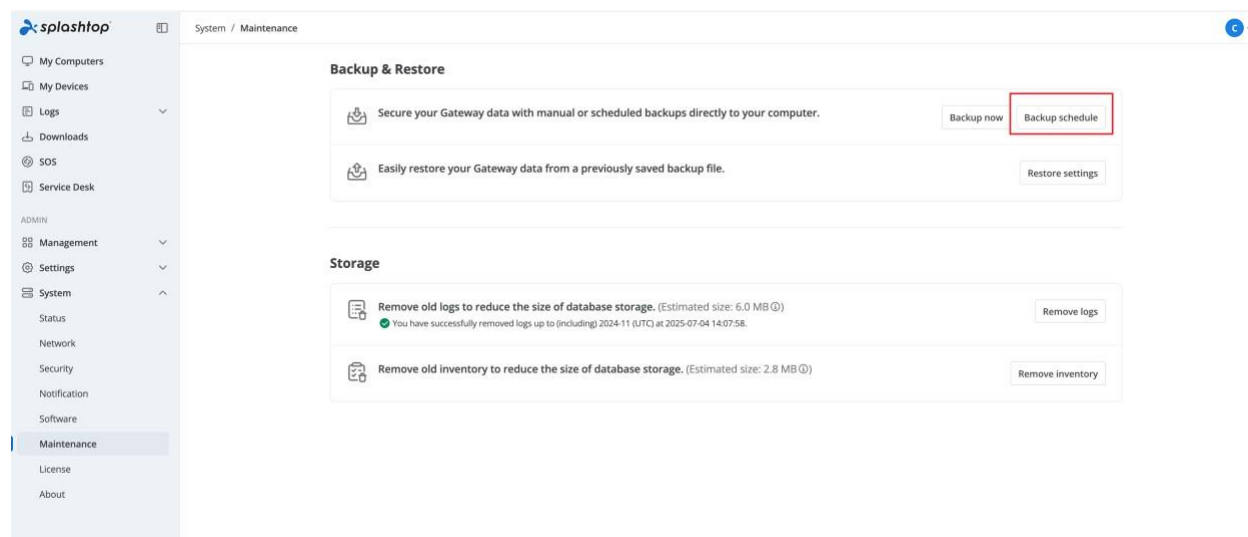 splashtop
System / Maintenance
C
My Computers
My Devices
Logs
Downloads
SOS
Service Desk
ADMIN
Management
Settings
System
Status
Network
Security
Notification
Software
Maintenance
License
About
Backup & Restore
Secure your Gateway data with manual or scheduled backups directly to your computer.
Backup now
Backup schedule
Easily restore your Gateway data from a previously saved backup file.
Restore settings
Storage
Remove old logs to reduce the size of database storage. (Estimated size: 6.0 MB)
You have successfully removed logs up to (including) 2024-11 (UTC) at 2025-07-04 14:07:58.
Remove logs
Remove old inventory to reduce the size of database storage. (Estimated size: 2.8 MB)
Remove inventory